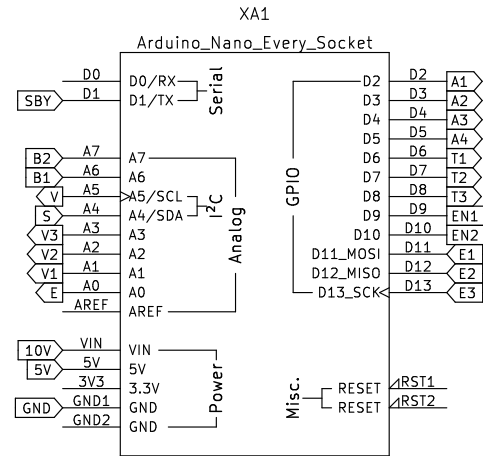 XA1
Arduino_Nano_Every_Socket
D0 D0/RX D2 D2 A1
SBY D1 D1/TX Serial D3 D3 A2
D4 D4 A3
D5 D5 A4
B2 A7 A7 D6 D6 T1
B1 A6 A6 D7 D7 T2
V A5 A5/SCL I²C GPIO D8 D8 T3
S A4 A4/SDA D9 D9 EN1
V3 A3 A3 Analog D10 D10 EN2
V2 A2 A2 D11_MOSI D11 E1
V1 A1 A1 D12_MISO D12 E2
E A0 A0 D13_SCK D13 E3
AREF AREF
10V VIN VIN
5V 5V 5V
3V3 3.3V Power Misc. RESET RST1
GND GND1 GND RESET RST2
GND2 GND